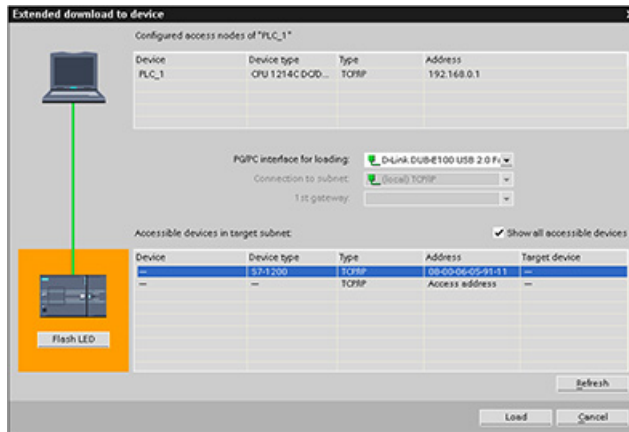 Extended download to device
Configured access nodes of "PLC_1"
Device Device type Type Address
PLC_1 CPU 1214C DC/D... TCP/IP 192.168.0.1
PG/PC interface for loading: D-Link DUB-E100 USB 2.0 Fa
Connection to subnet: (local) TCP/IP
1st gateway:
Accessible devices in target subnet: Show all accessible devices
Device Device type Type Address Target device
— S7-1200 TCP/IP 08-00-06-05-91-11 —
— — TCP/IP Access address —
Flash LED
Refresh
Load Cancel